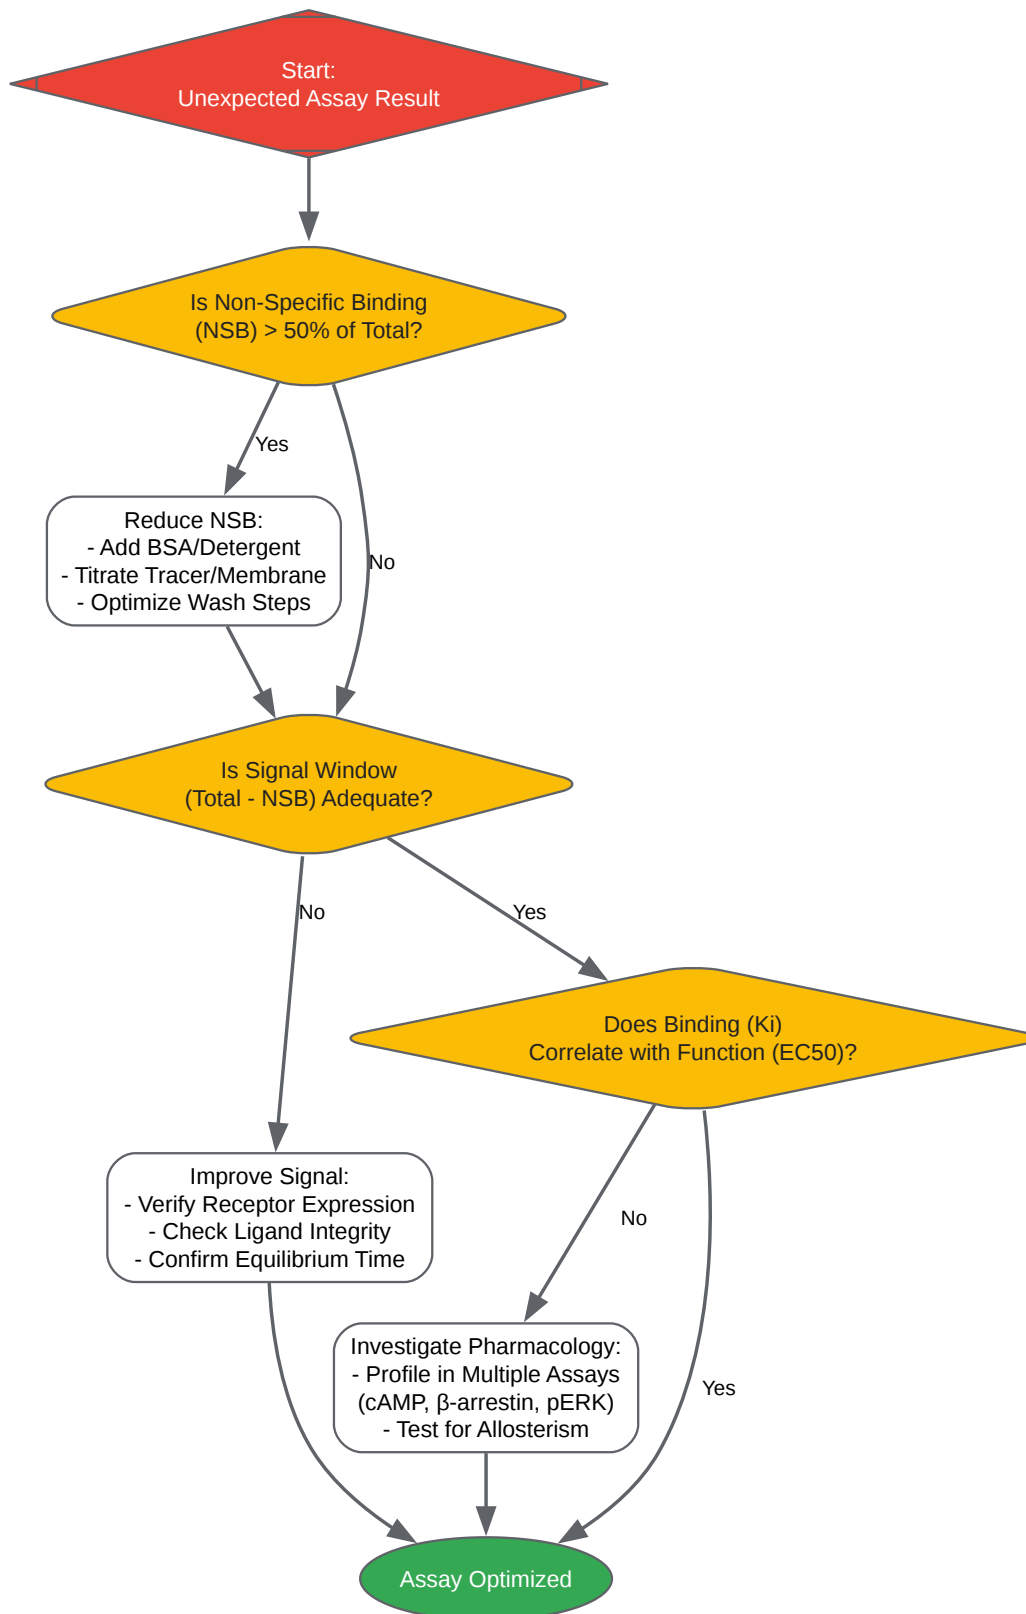 Start:
Unexpected Assay Result
Is Non-Specific Binding
(NSB) > 50% of Total?
Yes
No
Reduce NSB:
- Add BSA/Detergent
- Titrate Tracer/Membrane
- Optimize Wash Steps
Is Signal Window
(Total - NSB) Adequate?
No
Yes
Does Binding (Ki)
Correlate with Function (EC50)?
Improve Signal:
- Verify Receptor Expression
- Check Ligand Integrity
- Confirm Equilibrium Time
No
Yes
Investigate Pharmacology:
- Profile in Multiple Assays
(cAMP, β-arrestin, pERK)
- Test for Allosterism
Assay Optimized